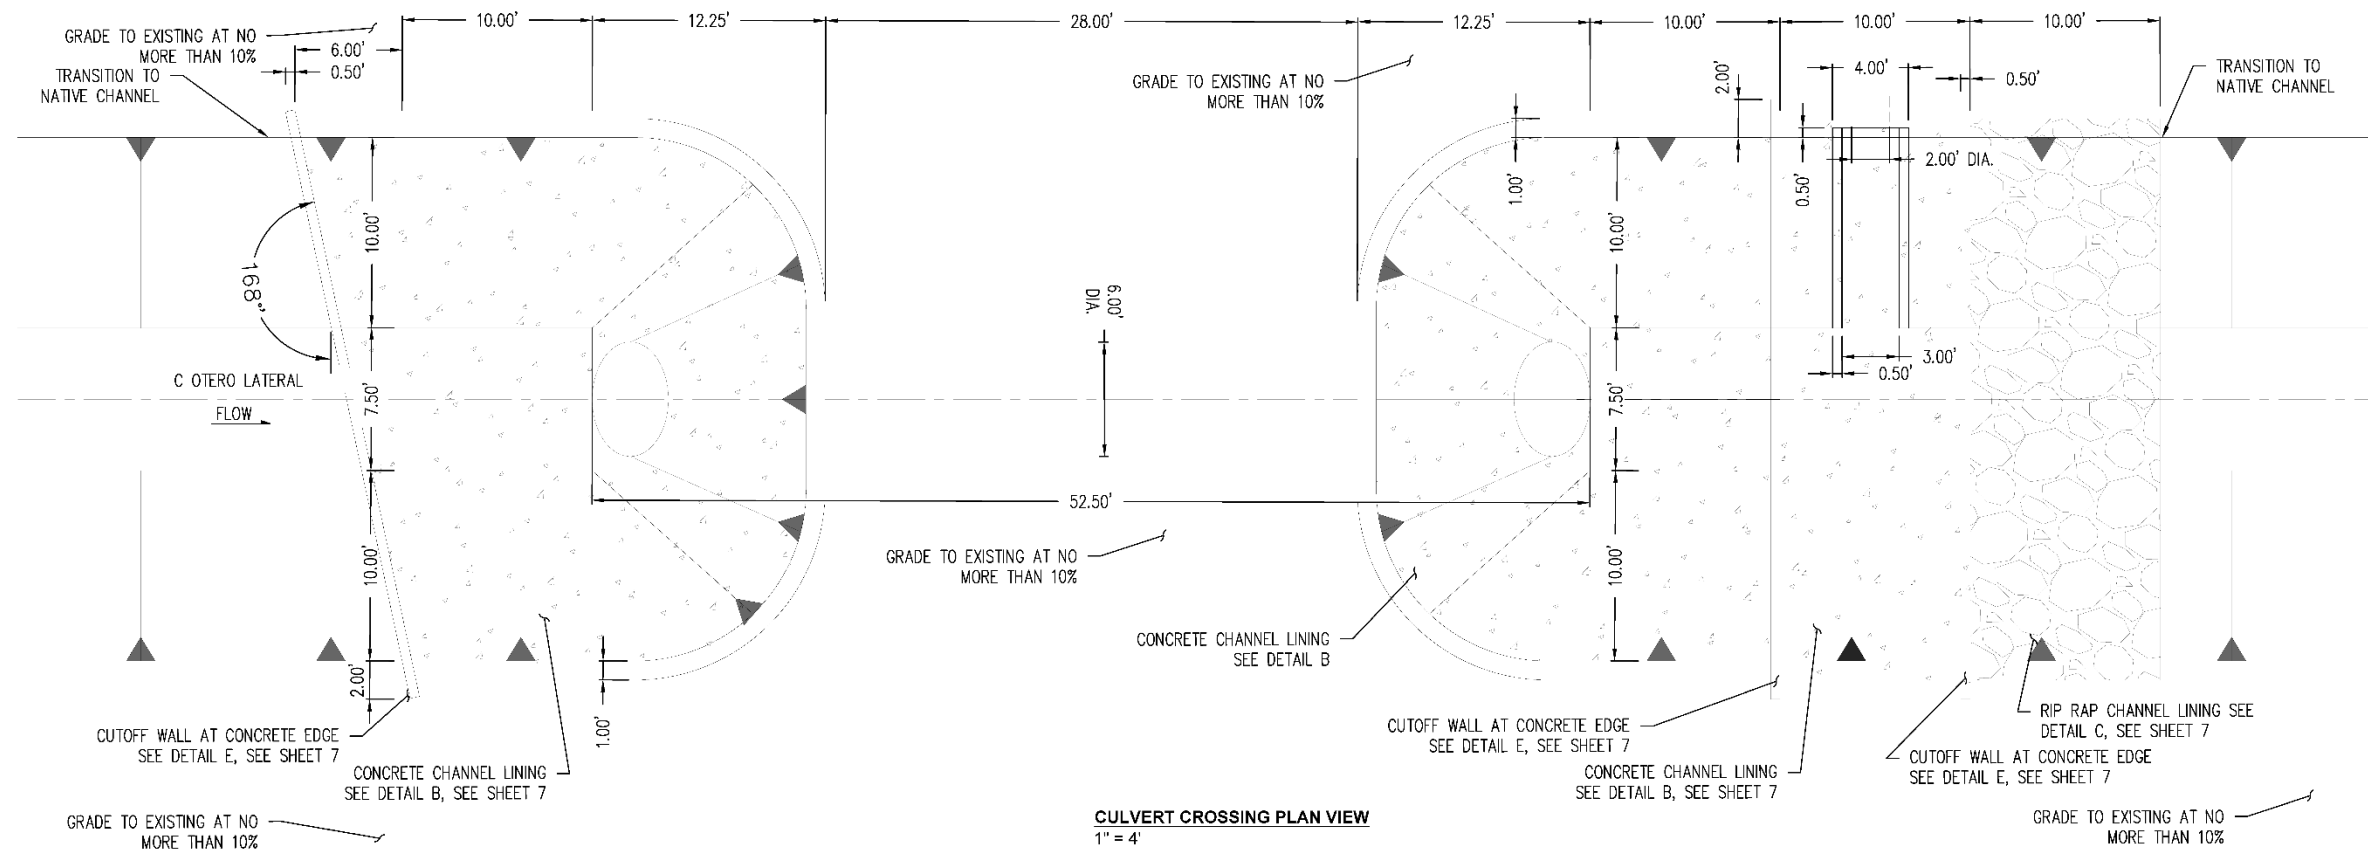 10.00'
12.25'
28.00'
12.25'
10.00'
10.00'
10.00'
GRADE TO EXISTING AT NO
MORE THAN 10%
6.00'
0.50'
TRANSITION TO
NATIVE CHANNEL
GRADE TO EXISTING AT NO
MORE THAN 10%
2.00'
4.00'
0.50'
TRANSITION TO
NATIVE CHANNEL
1.00'
0.50'
2.00' DIA.
10.00'
10.00'
168°
6.00'
DIA.
3.00'
0.50'
C OTERO LATERAL
FLOW
7.50'
7.50'
52.50'
GRADE TO EXISTING AT NO
MORE THAN 10%
10.00'
10.00'
CONCRETE CHANNEL LINING
SEE DETAIL B
2.00'
1.00'
CUTOFF WALL AT CONCRETE EDGE
SEE DETAIL E, SEE SHEET 7
CONCRETE CHANNEL LINING
SEE DETAIL B, SEE SHEET 7
CUTOFF WALL AT CONCRETE EDGE
SEE DETAIL E, SEE SHEET 7
CONCRETE CHANNEL LINING
SEE DETAIL B, SEE SHEET 7
RIP RAP CHANNEL LINING SEE
DETAIL C, SEE SHEET 7
CUTOFF WALL AT CONCRETE EDGE
SEE DETAIL E, SEE SHEET 7
GRADE TO EXISTING AT NO
MORE THAN 10%
CULVERT CROSSING PLAN VIEW
1" = 4'
GRADE TO EXISTING AT NO
MORE THAN 10%